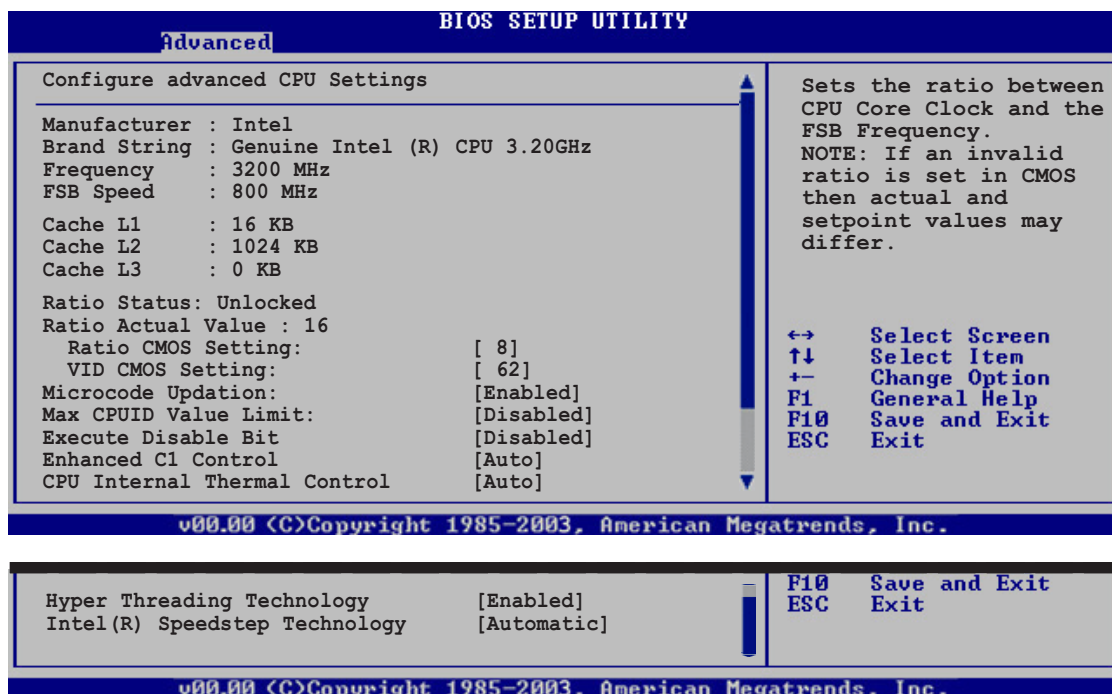 BIOS SETUP UTILITY
Advanced
Configure advanced CPU Settings
Manufacturer : Intel
Brand String : Genuine Intel (R) CPU 3.20GHz
Frequency : 3200 MHz
FSB Speed : 800 MHz
Cache L1 : 16 KB
Cache L2 : 1024 KB
Cache L3 : 0 KB
Ratio Status: Unlocked
Ratio Actual Value : 16
Ratio CMOS Setting: [ 8]
VID CMOS Setting: [ 62]
Microcode Updation: [Enabled]
Max CPUID Value Limit: [Disabled]
Execute Disable Bit [Disabled]
Enhanced C1 Control [Auto]
CPU Internal Thermal Control [Auto]
Sets the ratio between
CPU Core Clock and the
FSB Frequency.
NOTE: If an invalid
ratio is set in CMOS
then actual and
setpoint values may
differ.
←→ Select Screen
↑↓ Select Item
+- Change Option
F1 General Help
F10 Save and Exit
ESC Exit
v00.00 (C)Copyright 1985-2003, American Megatrends, Inc.
Hyper Threading Technology [Enabled]
Intel(R) Speedstep Technology [Automatic]
F10 Save and Exit
ESC Exit
v00.00 (C)Copyright 1985-2003, American Megatrends, Inc.